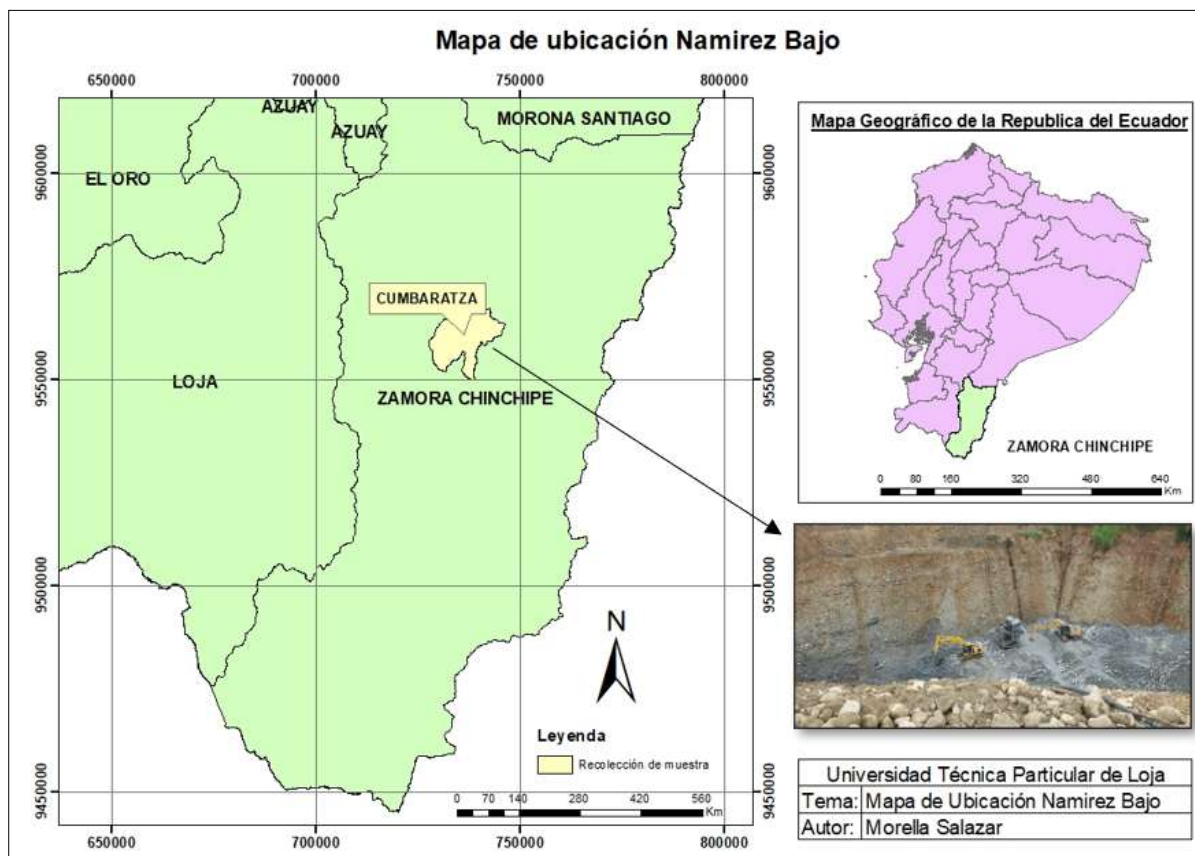 Mapa de ubicación Namirez Bajo
650000 700000 750000 800000
AZUAY
AZUAY
MORONA SANTIAGO
EL ORO
CUMBARATZA
LOJA
ZAMORA CHINCHIPE
9600000
9550000
9500000
9450000
9600000
9550000
9500000
9450000
N
Leyenda
Recolección de muestra
0 70 140 280 420 560
Km
650000 700000 750000 800000
Mapa Geográfico de la Republica del Ecuador
ZAMORA CHINCHIPE
0 80 160 320 480 640
Km
Universidad Técnica Particular de Loja
Tema: Mapa de Ubicación Namirez Bajo
Autor: Morella Salazar